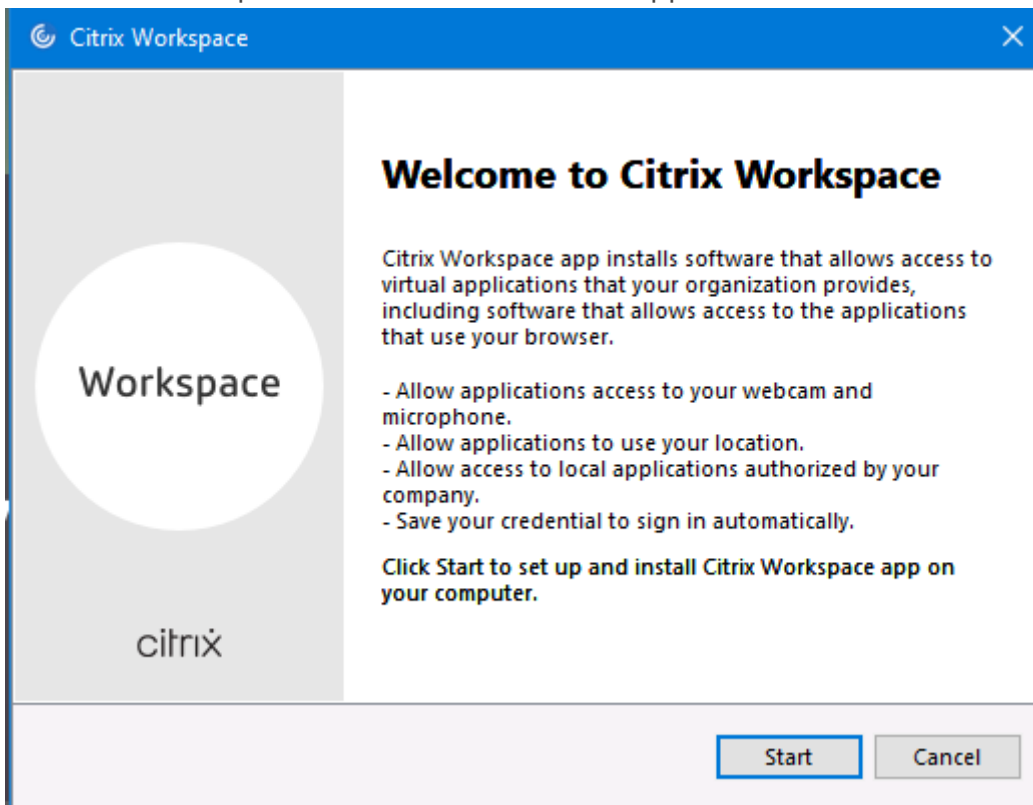 Citrix Workspace
Welcome to Citrix Workspace
Citrix Workspace app installs software that allows access to
virtual applications that your organization provides,
including software that allows access to the applications
that use your browser.
- Allow applications access to your webcam and
microphone.
- Allow applications to use your location.
- Allow access to local applications authorized by your
company.
- Save your credential to sign in automatically.
Click Start to set up and install Citrix Workspace app on
your computer.
Workspace
citrix
Start
Cancel